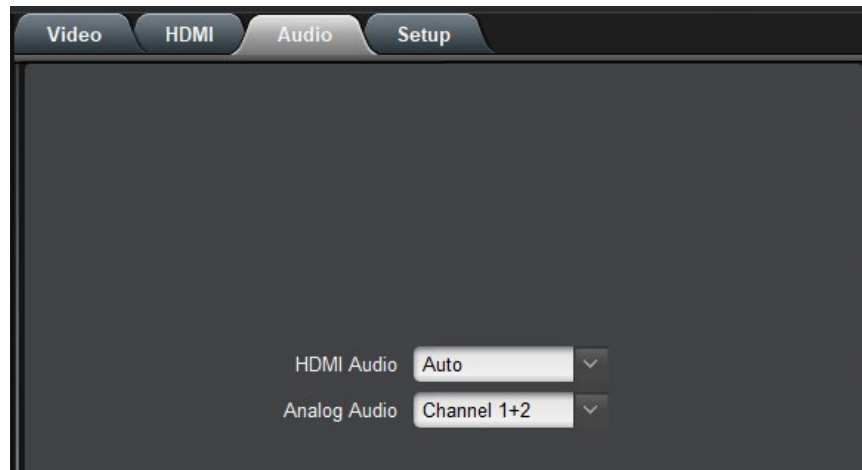 Video HDMI Audio Setup
HDMI Audio Auto
Analog Audio Channel 1+2